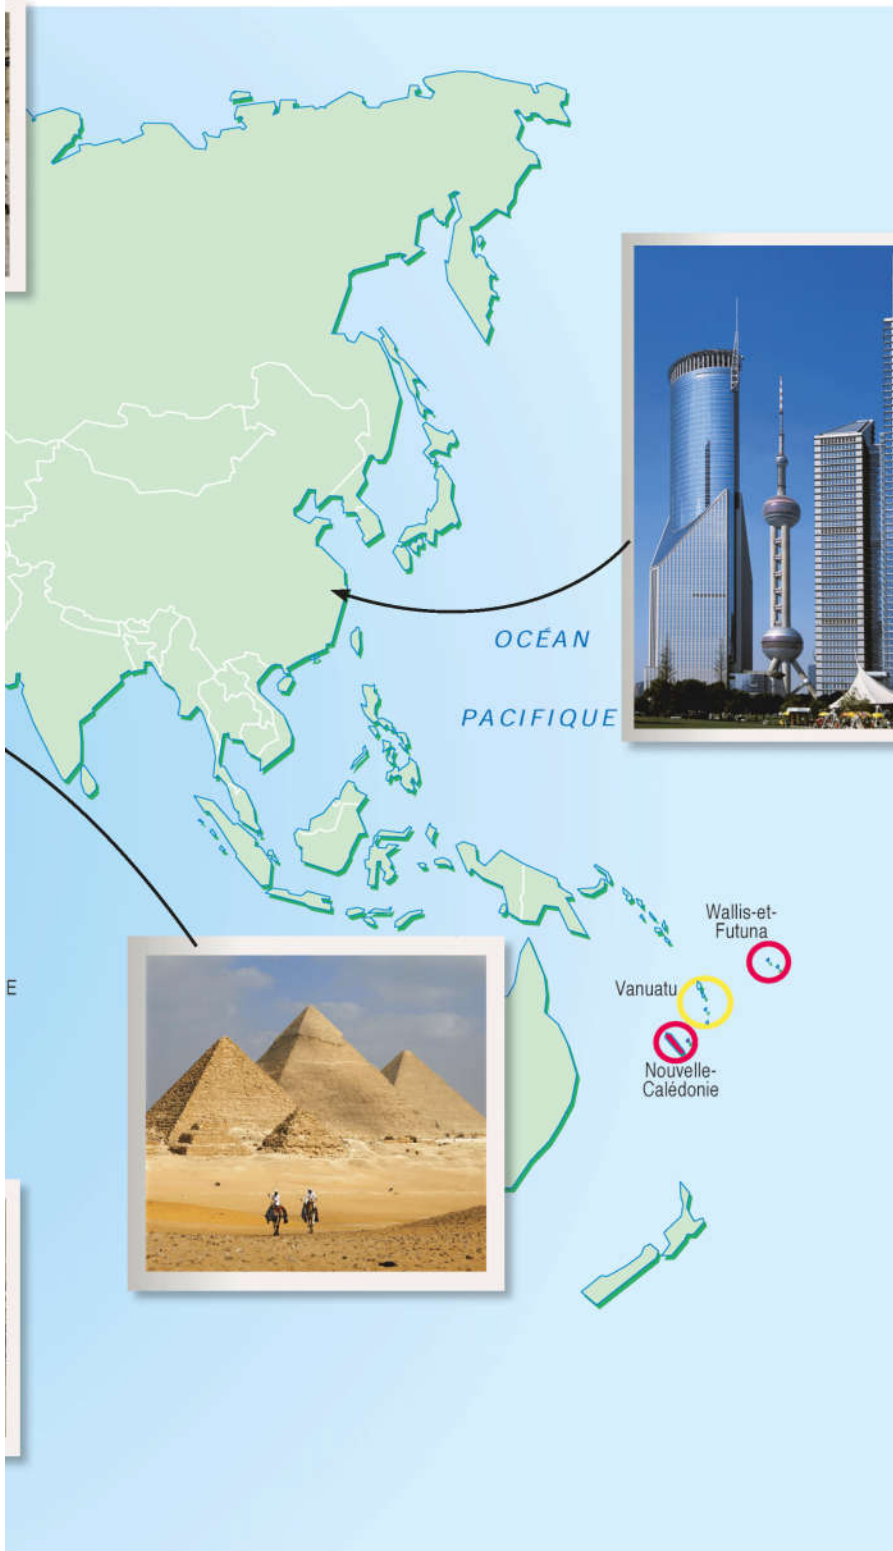 OCÉAN
PACIFIQUE
Wallis-et-
Futuna
Vanuatu
E
Nouvelle-
Calédonie